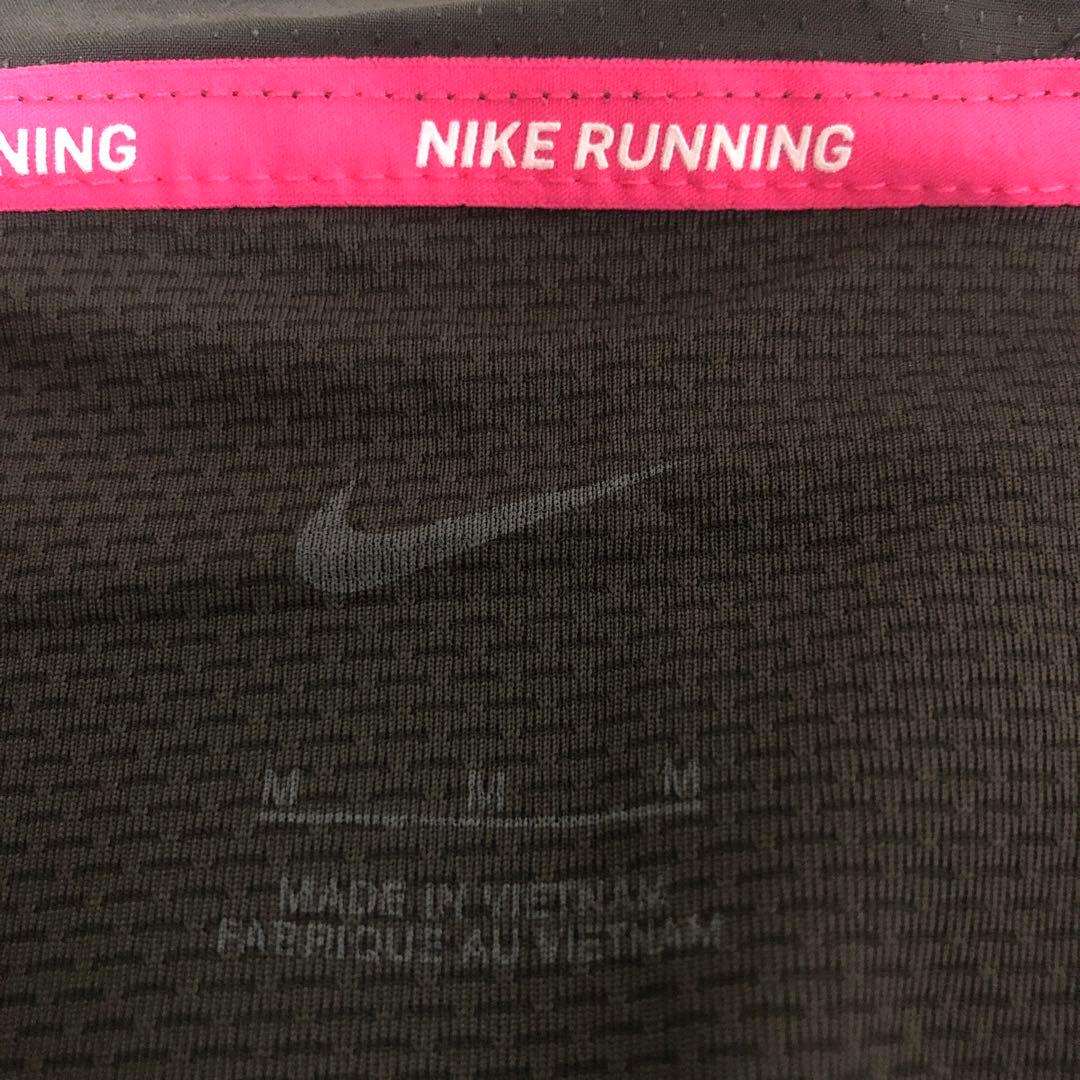 NING NIKE RUNNING
M M M
MADE IN VIETNAM
FABRIQUE AU VIETNAM